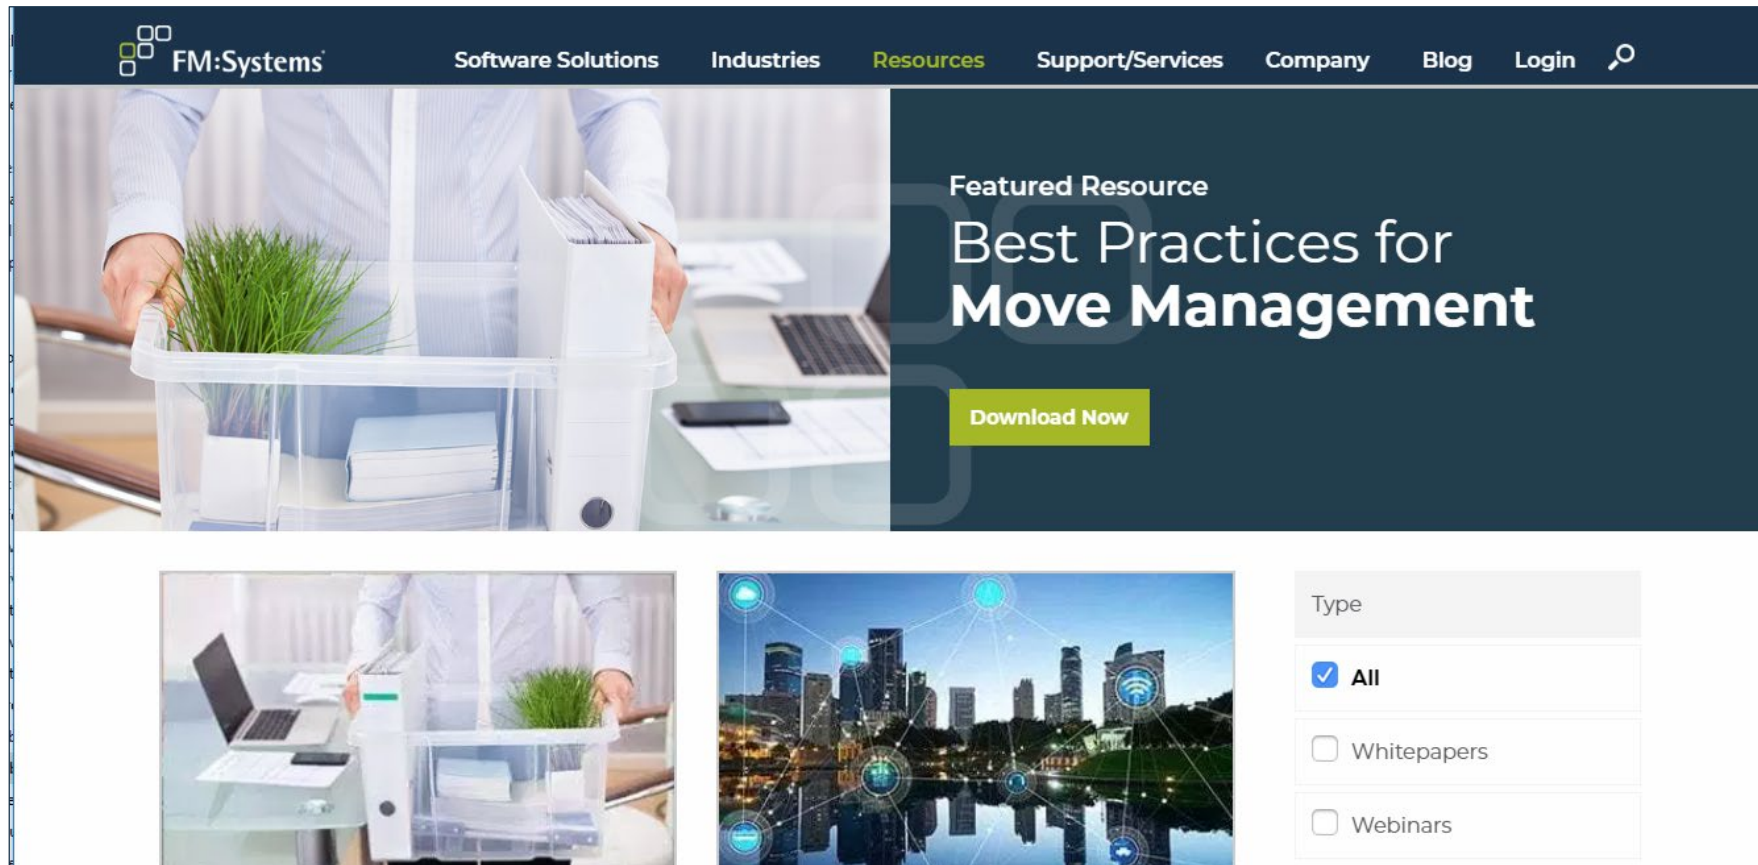 FM:Systems
Software Solutions
Industries
Resources
Support/Services
Company
Blog
Login
Featured Resource
Best Practices for
Move Management
Download Now
Type
All
Whitepapers
Webinars